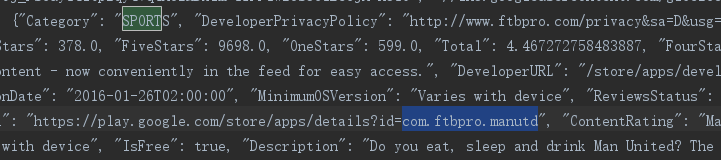 {"Category": "SPORTS", "DeveloperPrivacyPolicy": "http://www.ftbpro.com/privacy&sa=D&usg=
Stars": 378.0, "FiveStars": 9698.0, "OneStars": 599.0, "Total": 4.467272758483887, "FourSta
ontent - now conveniently in the feed for easy access.", "DeveloperURL": "/store/apps/devel
onDate": "2016-01-26T02:00:00", "MinimumOSVersion": "Varies with device", "ReviewsStatus":
": "https://play.google.com/store/apps/details?id=com.ftbpro.manutd", "ContentRating": "Ma
with device", "IsFree": true, "Description": "Do you eat, sleep and drink Man United? The